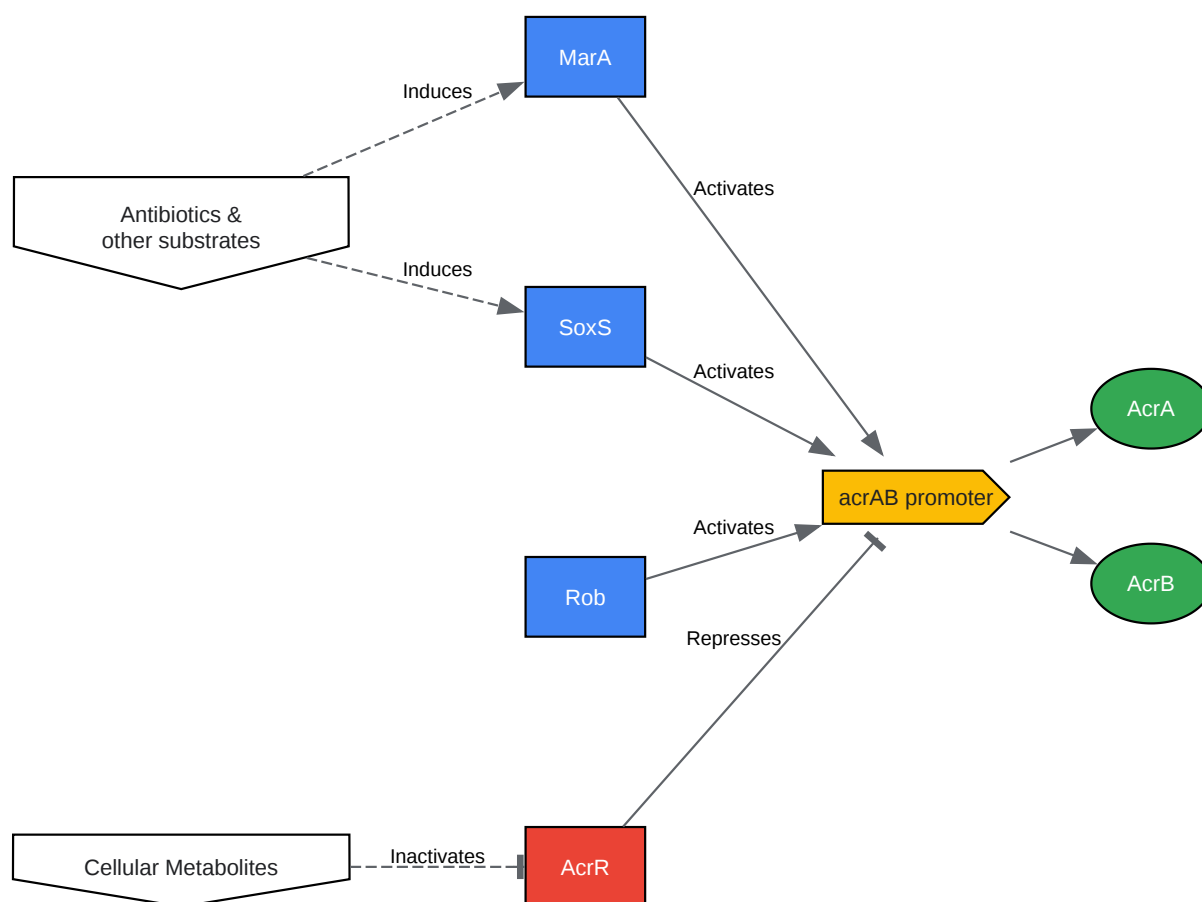 MarA
Induces
Activates
Antibiotics &
other substrates
Induces
SoxS
Activates
AcrA
acrAB promoter
Activates
AcrB
Rob
Represses
Inactivates
Cellular Metabolites
AcrR